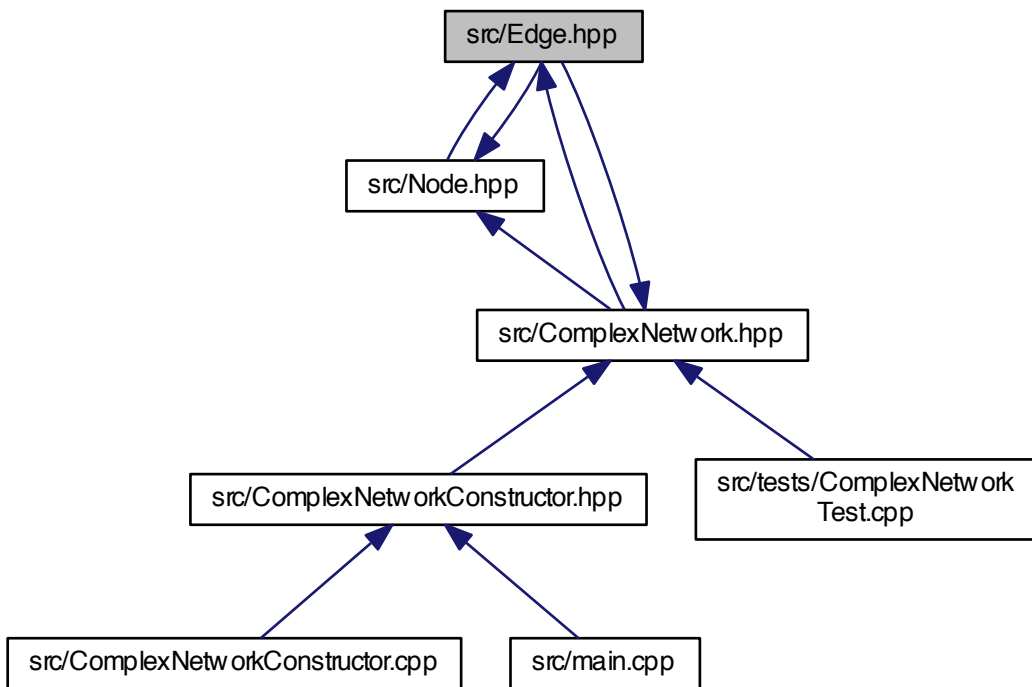 src/Edge.hpp
src/Node.hpp
src/ComplexNetwork.hpp
src/ComplexNetworkConstructor.hpp
src/tests/ComplexNetwork
Test.cpp
src/ComplexNetworkConstructor.cpp
src/main.cpp